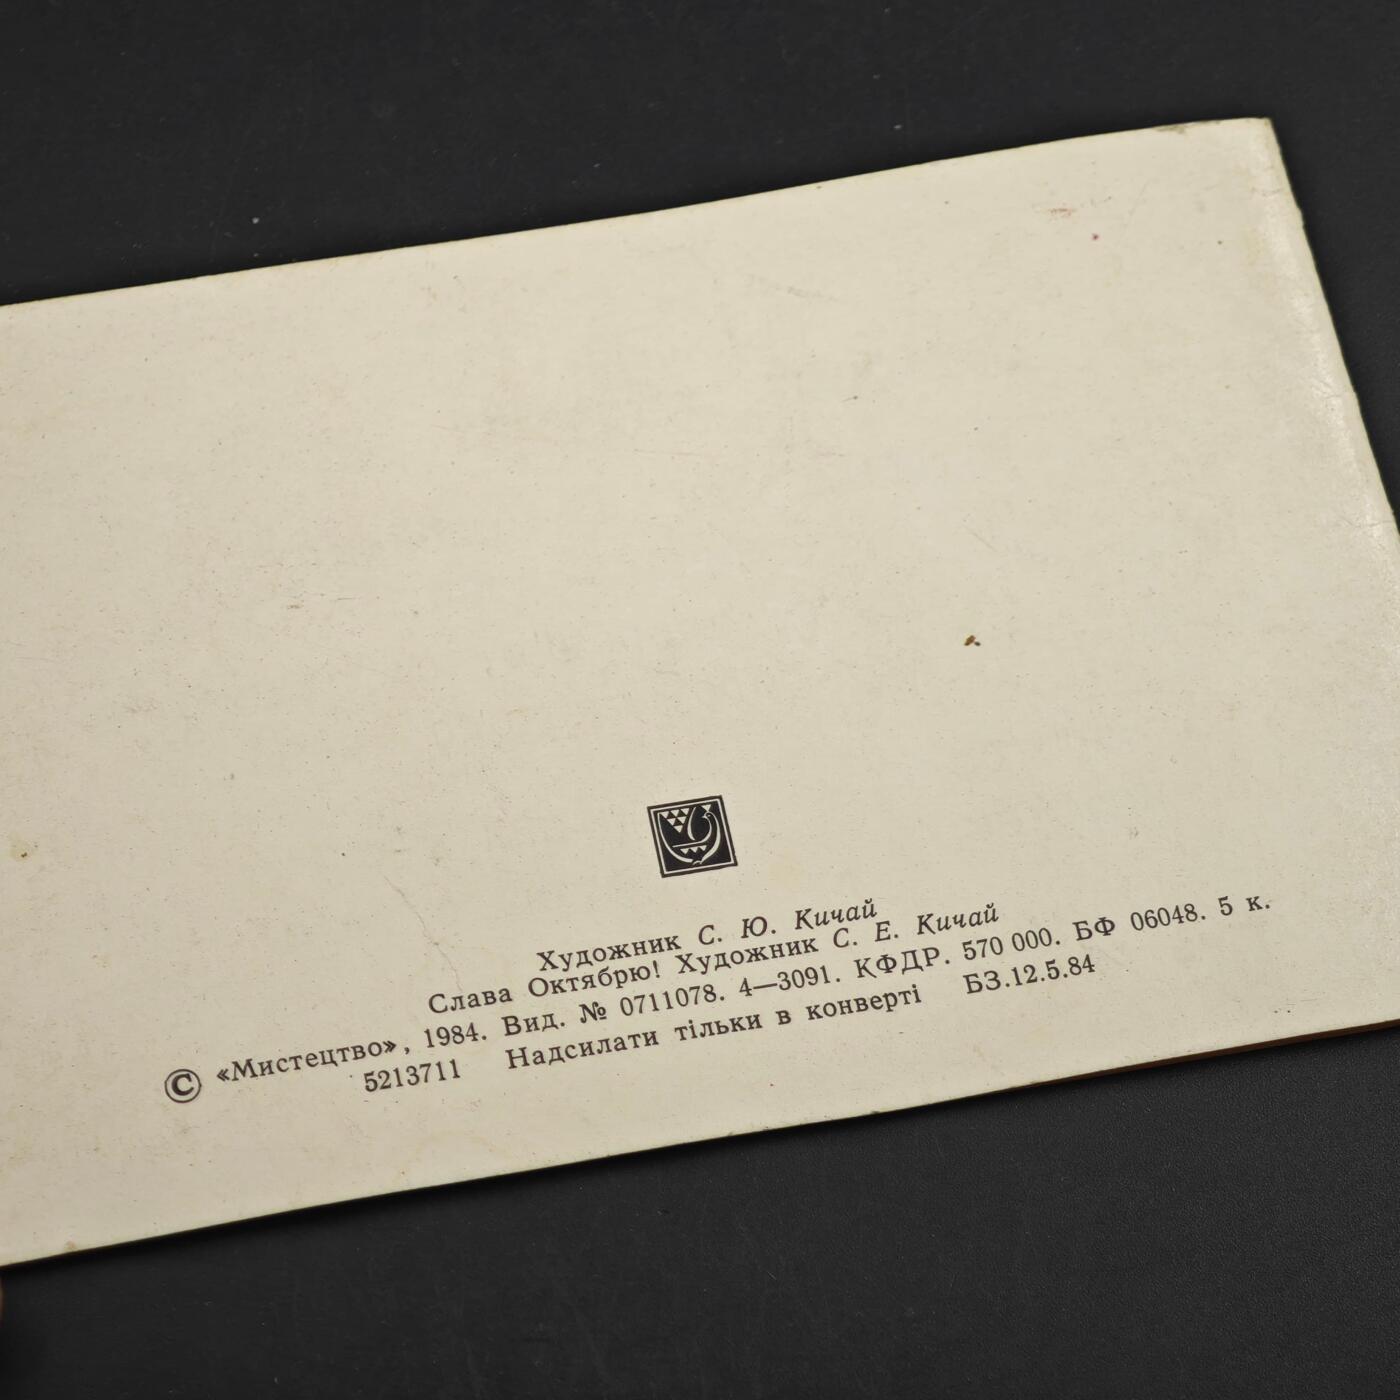 Художник С. Ю. Кичай
Слава Октябрю! Художник С. Е. Кичай
© «Мистецтво», 1984. Вид. № 0711078. 4—3091. КФДР. 570 000. БФ 06048. 5 к.
5213711 Надсилати тільки в конверті БЗ.12.5.84